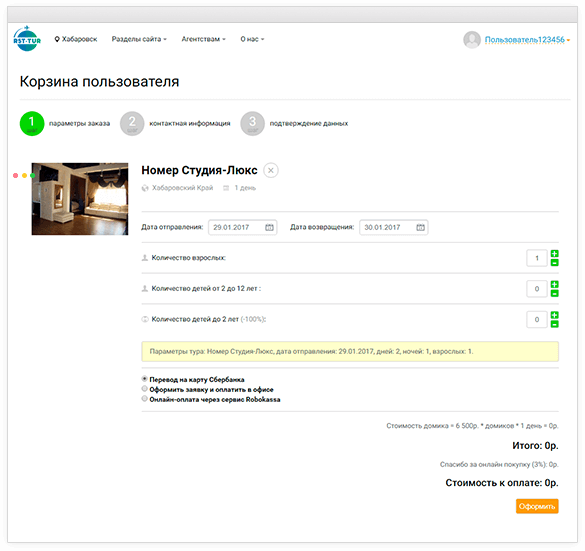 RST-TUR
Хабаровск
Разделы сайта
Агентствам
О нас
Пользователь123456
Корзина пользователя
1
параметры заказа
2
контактная информация
3
подтверждение данных
Номер Студия-Люкс
Хабаровский Край
1 день
Дата отправления: 29.01.2017
Дата возвращения: 30.01.2017
Количество взрослых: 1
Количество детей от 2 до 12 лет : 0
Количество детей до 2 лет (-100%): 0
Параметры тура: Номер Студия-Люкс, дата отправления: 29.01.2017, дней: 2, ночей: 1, взрослых: 1.
Перевод на карту Сбербанка
Оформить заявку и оплатить в офисе
Онлайн-оплата через сервис Robokassa
Стоимость домика = 6 500р. * домиков * 1 день = 0р.
Итого: 0р.
Спасибо за онлайн покупку (3%): 0р.
Стоимость к оплате: 0р.
Оформить